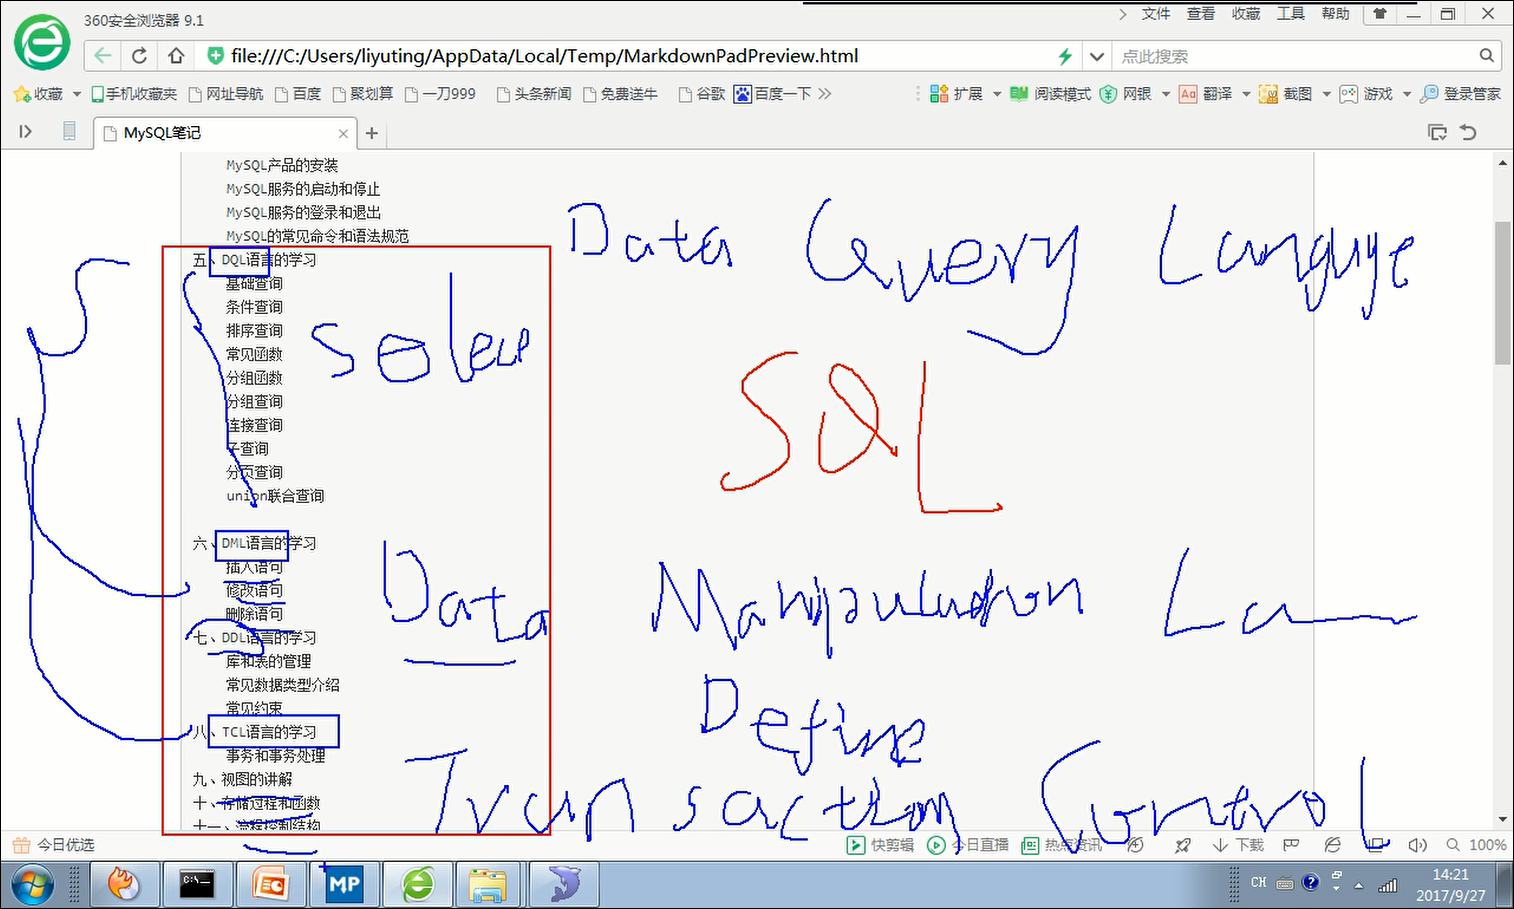 360安全浏览器 9.1
文件 查看 收藏 工具 帮助
file:///C:/Users/liyuting/AppData/Local/Temp/MarkdownPadPreview.html
点此搜索
收藏 手机收藏夹 网址导航 百度 聚划算 一刀999 头条新闻 免费送牛 谷歌 百度一下 扩展 阅读模式 网银 翻译 截图 游戏 登录管家
MySQL笔记
MySQL产品的安装
MySQL服务的启动和停止
MySQL服务的登录和退出
MySQL的常见命令和语法规范
Data Query
五、DQL语言的学习
基础查询
条件查询
排序查询
常见函数
分组函数
分组查询
连接查询
子查询
分页查询
union联合查询
SQL
六、DML语言的学习
插入语句
修改语句
删除语句
Data Manipulation La
七、DDL语言的学习
库和表的管理
常见数据类型介绍
常见约束
Define
八、TCL语言的学习
事务和事务处理
九、视图的讲解
十、存储过程和函数
十一、流程控制结构
Transaction Control
今日优选 快剪辑 今日直播 热点资讯 下载 100%
MP CH 14:21
2017/9/27